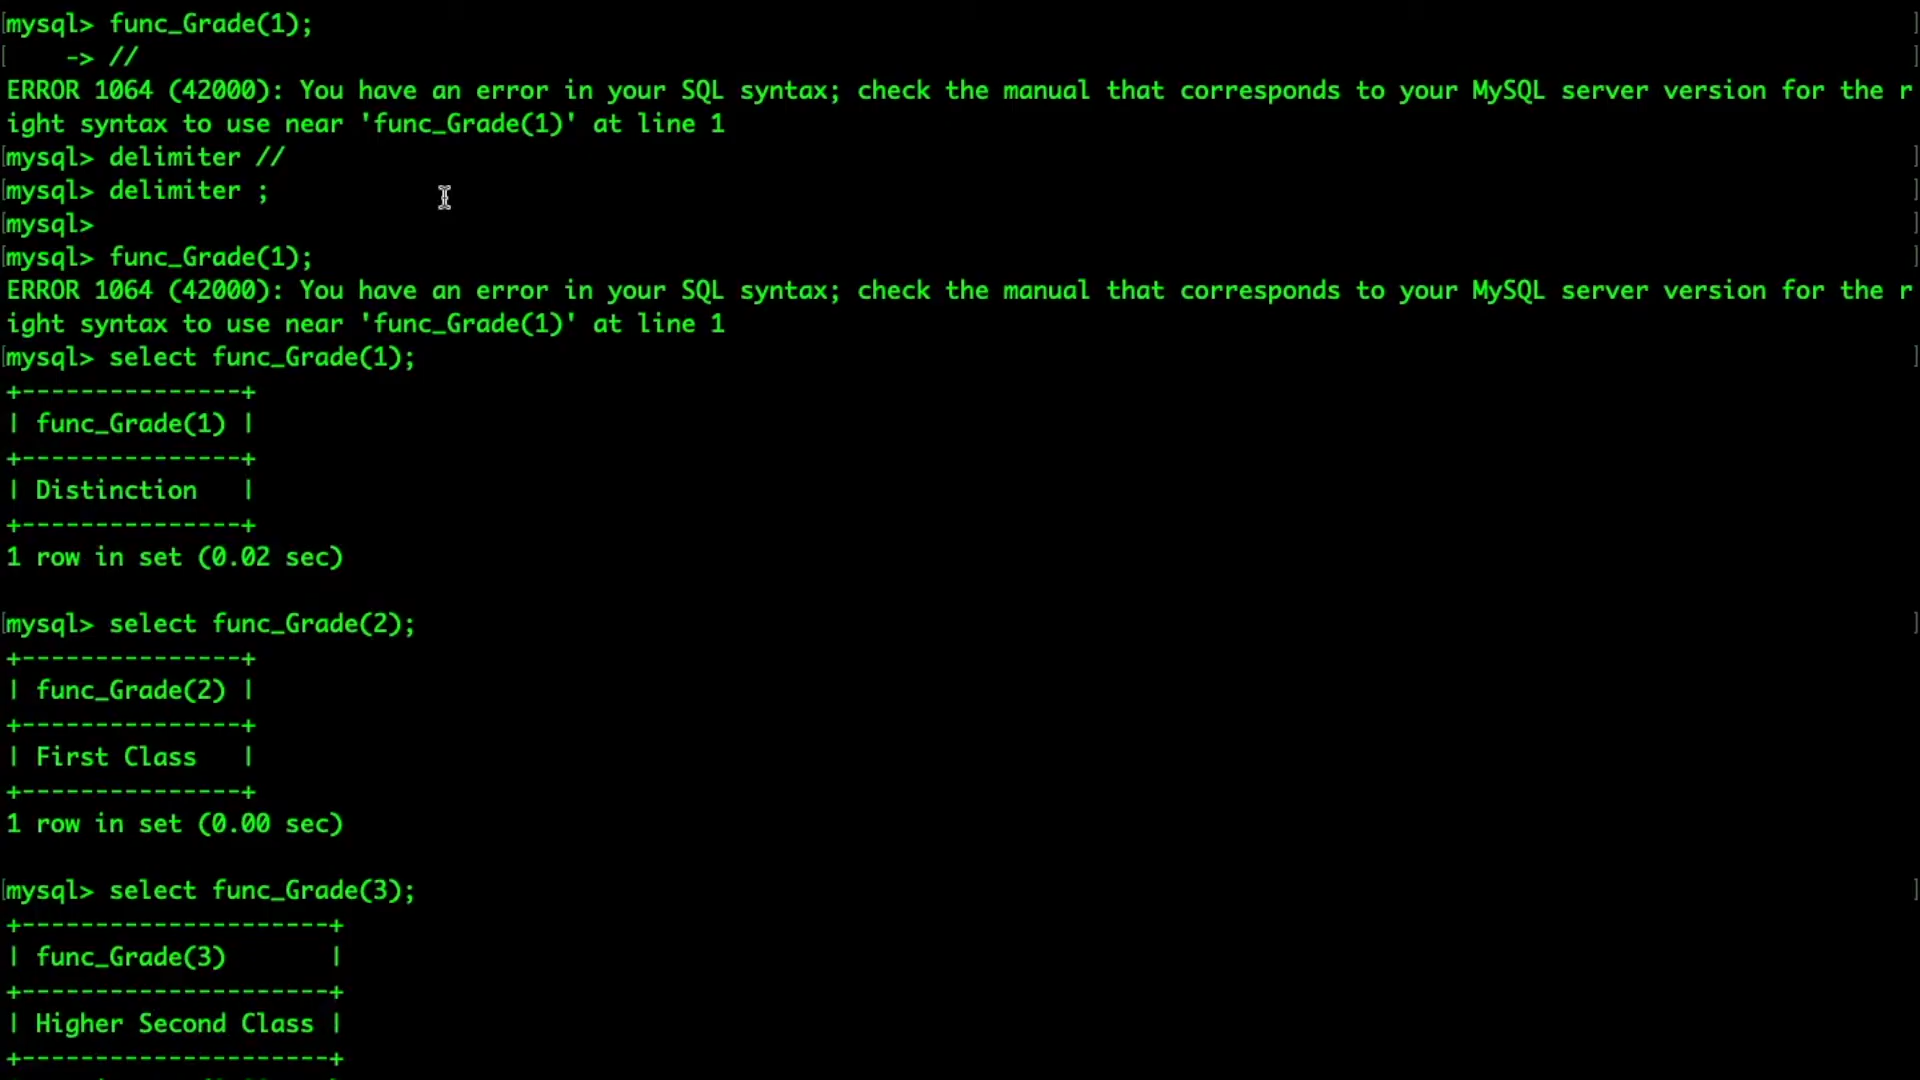 [mysql> func_Grade(1);                                                                                                             ]
[    -> //                                                                                                                         ]
ERROR 1064 (42000): You have an error in your SQL syntax; check the manual that corresponds to your MySQL server version for the r
ight syntax to use near 'func_Grade(1)' at line 1
[mysql> delimiter //                                                                                                               ]
[mysql> delimiter ;                                                                                                                ]
[mysql>                                                                                                                            ]
[mysql> func_Grade(1);                                                                                                             ]
ERROR 1064 (42000): You have an error in your SQL syntax; check the manual that corresponds to your MySQL server version for the r
ight syntax to use near 'func_Grade(1)' at line 1
[mysql> select func_Grade(1);                                                                                                      ]
+---------------+
| func_Grade(1) |
+---------------+
| Distinction   |
+---------------+
1 row in set (0.02 sec)

[mysql> select func_Grade(2);                                                                                                      ]
+---------------+
| func_Grade(2) |
+---------------+
| First Class   |
+---------------+
1 row in set (0.00 sec)

[mysql> select func_Grade(3);                                                                                                      ]
+---------------------+
| func_Grade(3)       |
+---------------------+
| Higher Second Class |
+---------------------+